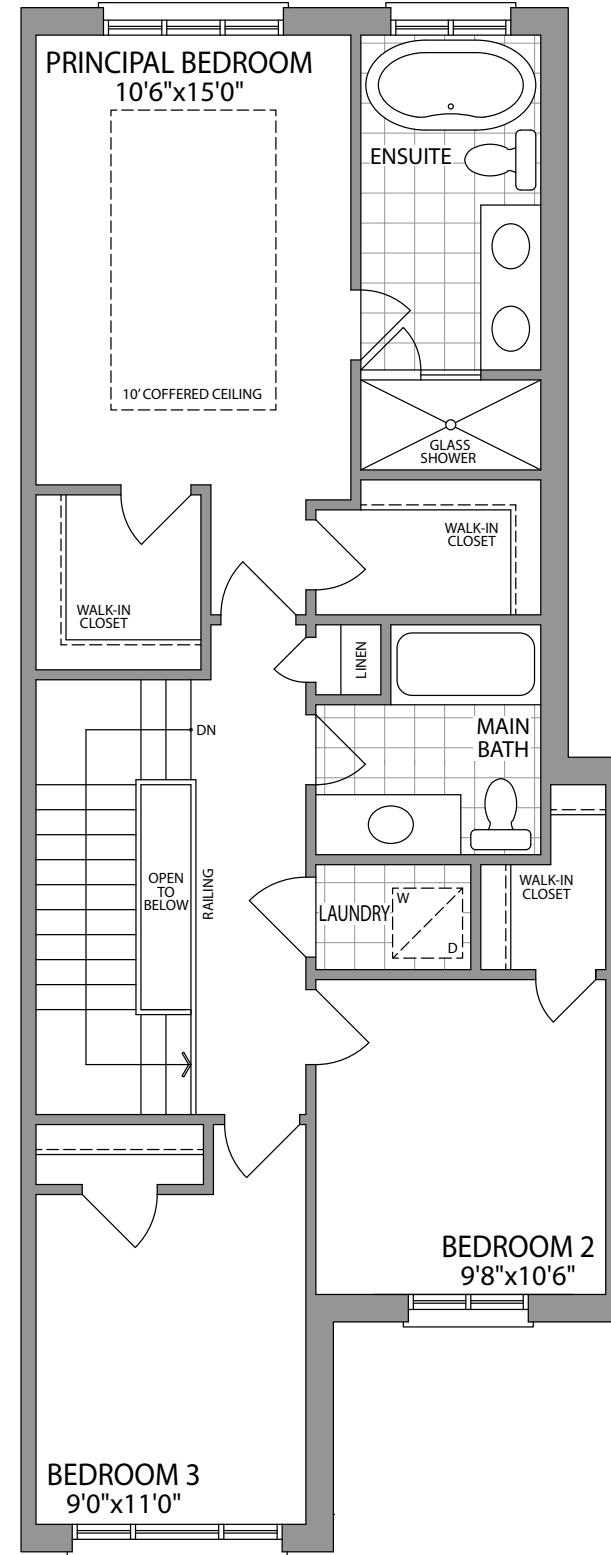 PRINCIPAL BEDROOM
10'6"x15'0"
ENSUITE
10' COFFERED CEILING
GLASS
SHOWER
WALK-IN
CLOSET
WALK-IN
CLOSET
LINEN
DN
MAIN
BATH
OPEN
TO
BELOW
RAILING
LAUNDRY
W
D
WALK-IN
CLOSET
BEDROOM 2
9'8"x10'6"
BEDROOM 3
9'0"x11'0"